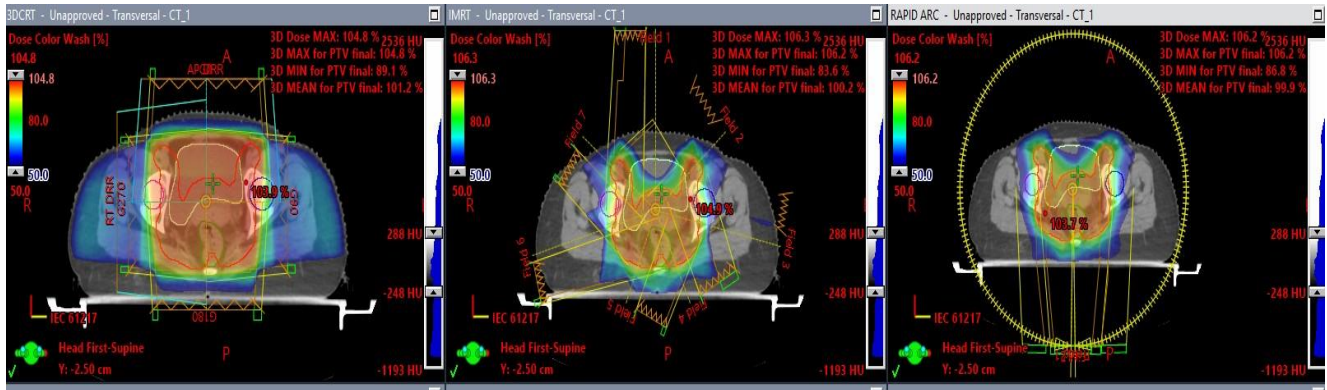 3DCRT - Unapproved - Transversal - CT_1
Dose Color Wash [%]
104.8
104.8
80.0
50.0
50.0
3D Dose MAX: 104.8 %
3D MAX for PTV final: 104.8 %
3D MIN for PTV final: 89.1 %
3D MEAN for PTV final: 101.2 %
2536 HU
A
R
RT DRR
G270
G90
103.9 %
288 HU
-248 HU
IEC 61217
G180
P
Head First-Supine
Y: -2.50 cm
-1193 HU
IMRT - Unapproved - Transversal - CT_1
Dose Color Wash [%]
106.3
106.3
80.0
50.0
50.0
Field 1
3D Dose MAX: 106.3 %
3D MAX for PTV final: 106.2 %
3D MIN for PTV final: 83.6 %
3D MEAN for PTV final: 100.2 %
2536 HU
A
Field 7
Field 2
R
104.9 %
Field 6
Field 3
288 HU
-248 HU
Field 5
Field 4
IEC 61217
P
Head First-Supine
Y: -2.50 cm
-1193 HU
RAPID ARC - Unapproved - Transversal - CT_1
Dose Color Wash [%]
106.2
106.2
80.0
50.0
50.0
3D Dose MAX: 106.2 %
3D MAX for PTV final: 106.2 %
3D MIN for PTV final: 86.8 %
3D MEAN for PTV final: 99.9 %
2536 HU
A
R
103.7 %
288 HU
-248 HU
IEC 61217
P
Head First-Supine
Y: -2.50 cm
-1193 HU